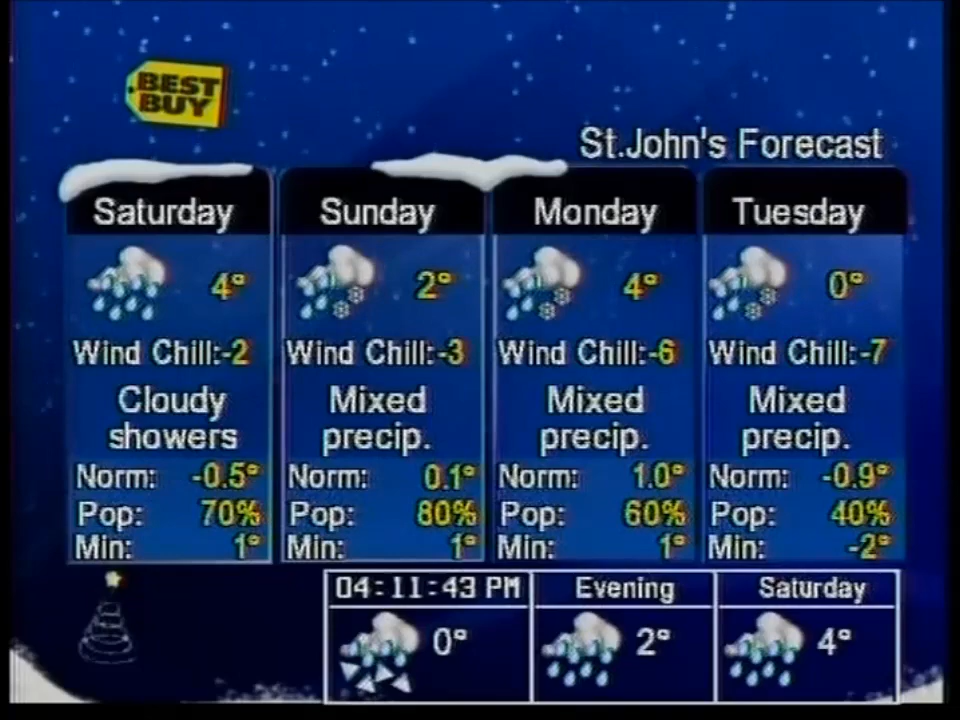 BEST
BUY
St.John's Forecast
Saturday Sunday Monday Tuesday
4° 2° 4° 0°
Wind Chill:-2 Wind Chill:-3 Wind Chill:-6 Wind Chill:-7
Cloudy Mixed Mixed Mixed
showers precip. precip. precip.
Norm: -0.5° Norm: 0.1° Norm: 1.0° Norm: -0.9°
Pop: 70% Pop: 80% Pop: 60% Pop: 40%
Min: 1° Min: 1° Min: 1° Min: -2°
04:11:43 PM Evening Saturday
0° 2° 4°